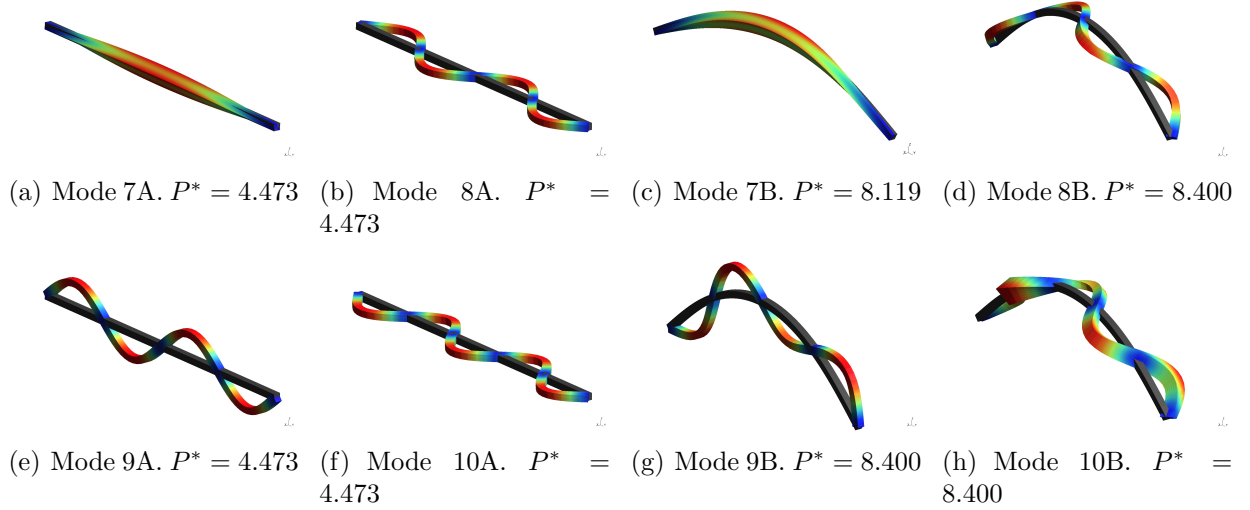 (a) Mode 7A. P* = 4.473
(b) Mode 8A. P* =
4.473
(c) Mode 7B. P* = 8.119
(d) Mode 8B. P* = 8.400
(e) Mode 9A. P* = 4.473
(f) Mode 10A. P* =
4.473
(g) Mode 9B. P* = 8.400
(h) Mode 10B. P* =
8.400